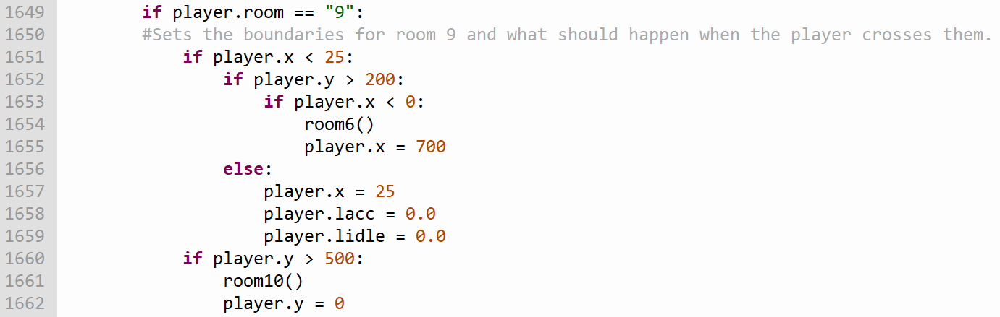 1649 if player.room == "9":
1650 #Sets the boundaries for room 9 and what should happen when the player crosses them.
1651 if player.x < 25:
1652 if player.y > 200:
1653 if player.x < 0:
1654 room6()
1655 player.x = 700
1656 else:
1657 player.x = 25
1658 player.lacc = 0.0
1659 player.lidle = 0.0
1660 if player.y > 500:
1661 room10()
1662 player.y = 0